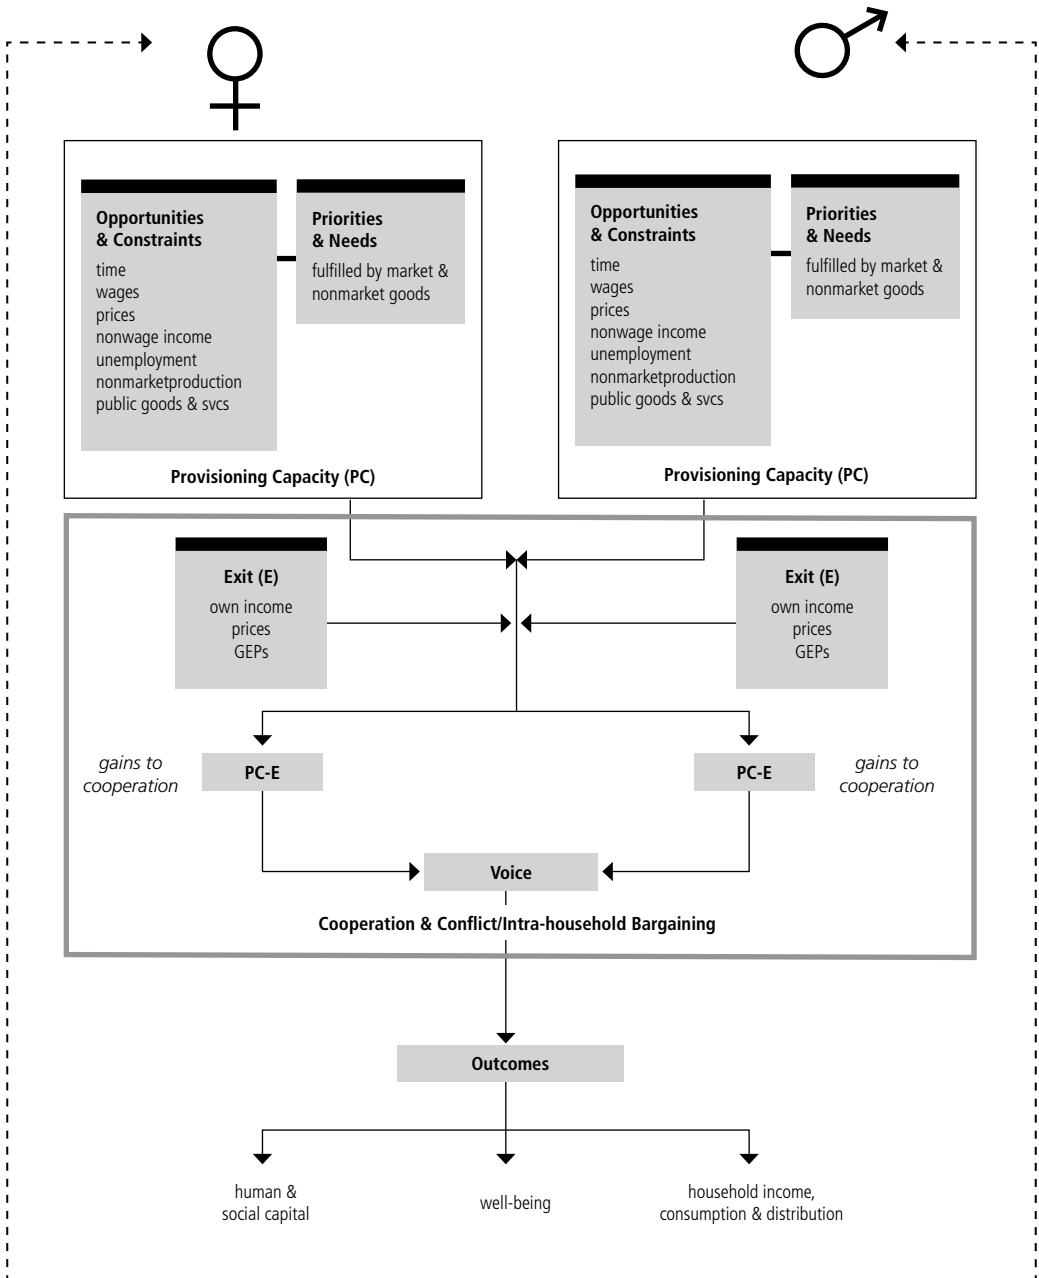 Opportunities
& Constraints
time
wages
prices
nonwage income
unemployment
nonmarketproduction
public goods & svcs
Priorities
& Needs
fulfilled by market &
nonmarket goods
Provisioning Capacity (PC)
Opportunities
& Constraints
time
wages
prices
nonwage income
unemployment
nonmarketproduction
public goods & svcs
Priorities
& Needs
fulfilled by market &
nonmarket goods
Provisioning Capacity (PC)
Exit (E)
own income
prices
GEPs
Exit (E)
own income
prices
GEPs
gains to
cooperation
PC-E
PC-E
gains to
cooperation
Voice
Cooperation & Conflict/Intra-household Bargaining
Outcomes
human &
social capital
well-being
household income,
consumption & distribution